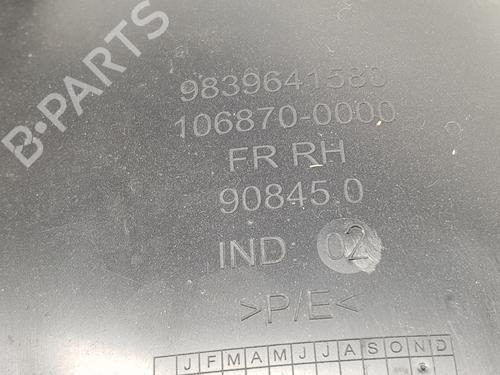 B-PARTS
9839641580
106870-0000
FR RH
90845.0
IND 02
>P/E<
J F M A M J J A S O N D